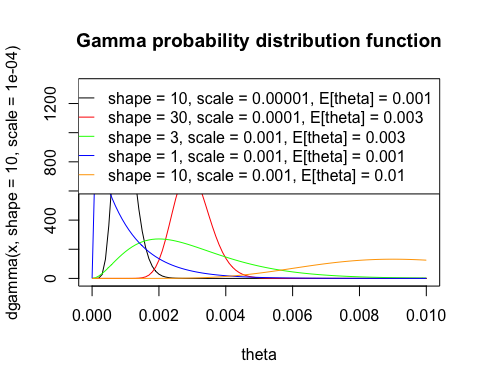 Gamma probability distribution function
dgamma(x, shape = 10, scale = 1e-04)
1200
800
400
0
shape = 10, scale = 0.00001, E[theta] = 0.001
shape = 30, scale = 0.0001, E[theta] = 0.003
shape = 3, scale = 0.001, E[theta] = 0.003
shape = 1, scale = 0.001, E[theta] = 0.001
shape = 10, scale = 0.001, E[theta] = 0.01
0.000 0.002 0.004 0.006 0.008 0.010
theta